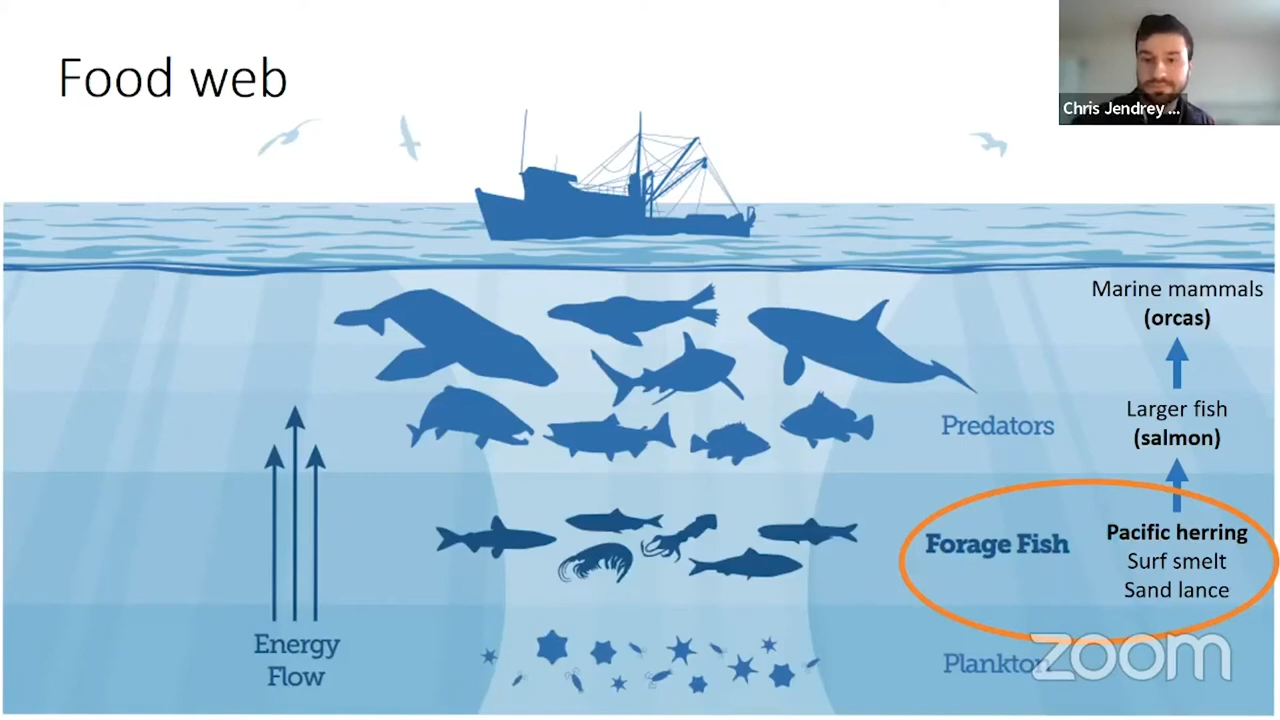 Food web
Chris Jendrey ...
Marine mammals
(orcas)
Larger fish
(salmon)
Predators
Forage Fish
Pacific herring
Surf smelt
Sand lance
Energy
Flow
Plankton
zoom